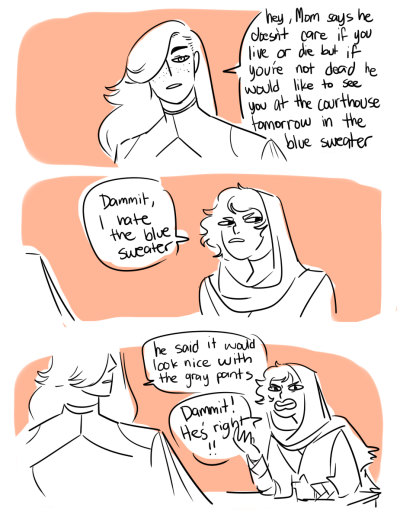 hey, Mom says he
doesn't care if you
live or die but if
you're not dead he
would like to see
you at the courthouse
tomorrow in the
blue sweater
Dammit,
I hate
the blue
sweater
he said it would
look nice with
the gray pants
Dammit!
He's right
!!